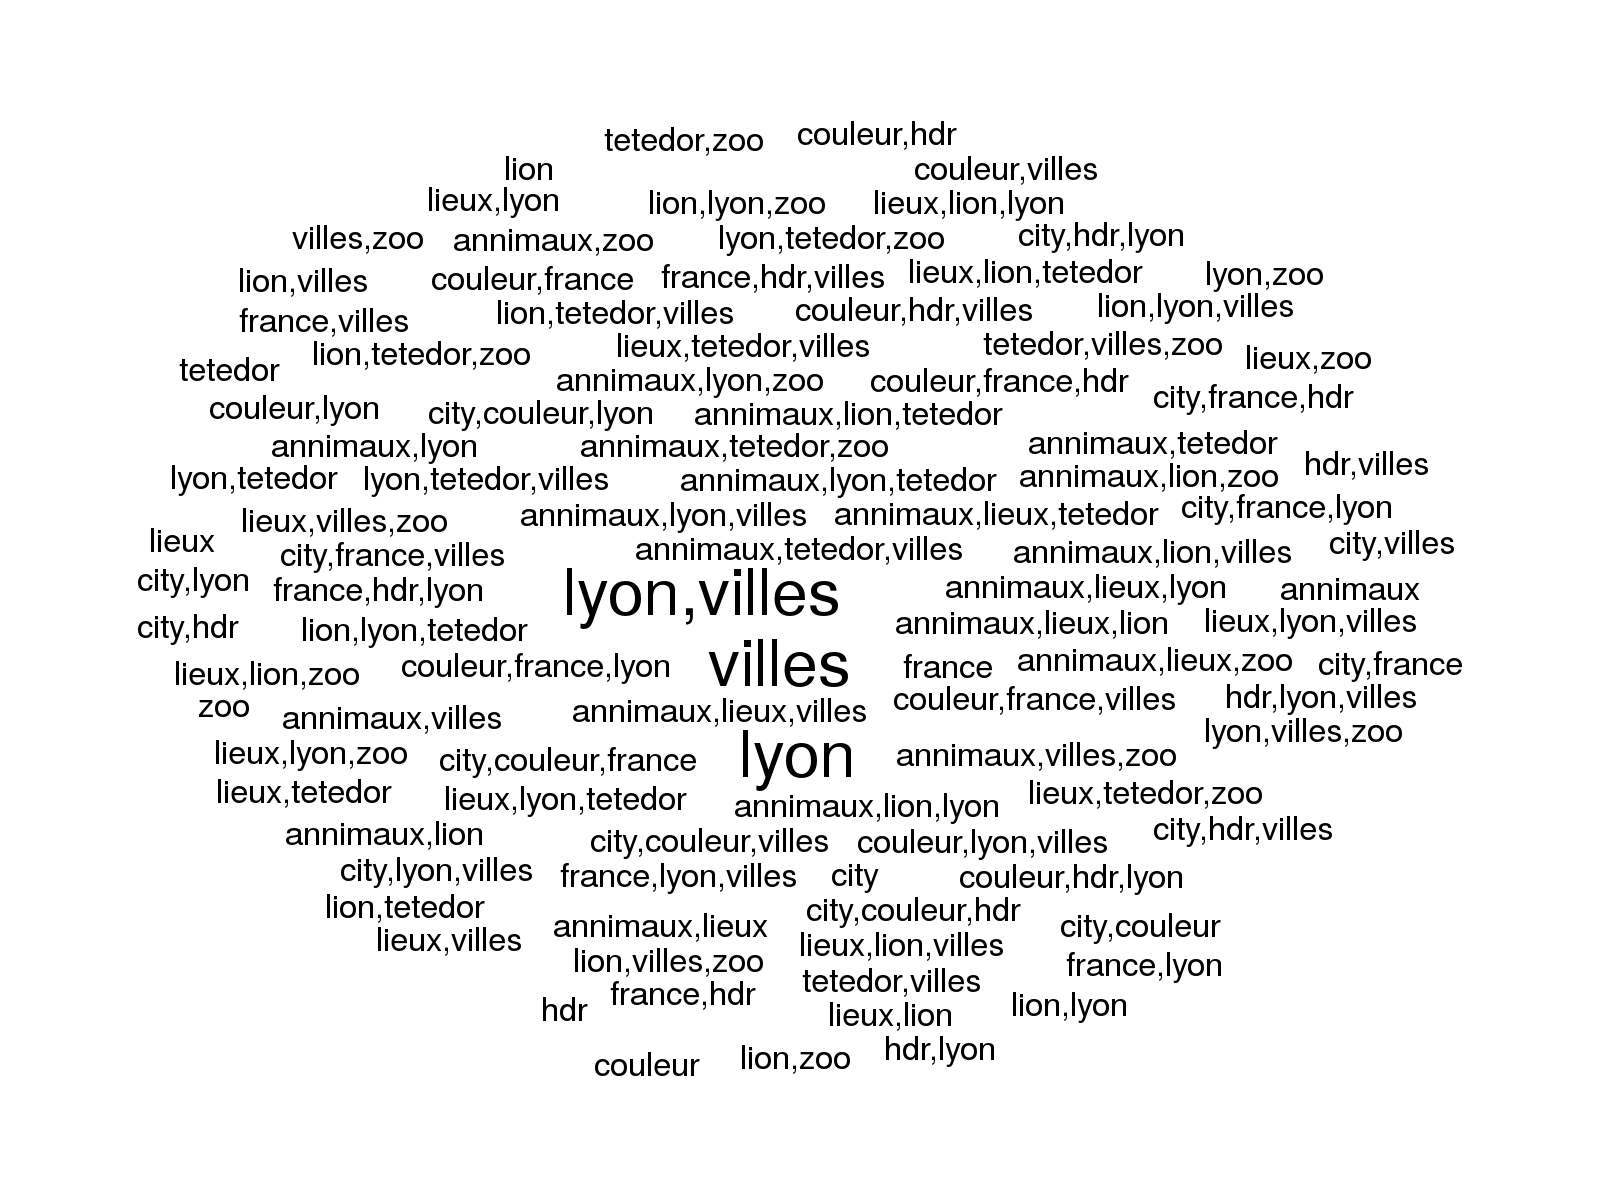 tetedor,zoo couleur,hdr
lion couleur,villes
lieux,lyon lion,lyon,zoo lieux,lion,lyon
villes,zoo annimaux,zoo lyon,tetedor,zoo city,hdr,lyon
lion,villes couleur,france france,hdr,villes lieux,lion,tetedor lyon,zoo
france,villes lion,tetedor,villes couleur,hdr,villes lion,lyon,villes
tetedor lion,tetedor,zoo lieux,tetedor,villes tetedor,villes,zoo lieux,zoo
annimaux,lyon,zoo couleur,france,hdr city,france,hdr
couleur,lyon city,couleur,lyon annimaux,lion,tetedor
annimaux,lyon annimaux,tetedor,zoo annimaux,tetedor
lyon,tetedor lyon,tetedor,villes annimaux,lyon,tetedor annimaux,lion,zoo hdr,villes
lieux,villes,zoo annimaux,lyon,villes annimaux,lieux,tetedor city,france,lyon
lieux city,france,villes annimaux,tetedor,villes annimaux,lion,villes city,villes
city,lyon france,hdr,lyon lyon,villes annimaux,lieux,lyon annimaux
city,hdr lion,lyon,tetedor annimaux,lieux,lion lieux,lyon,villes
lieux,lion,zoo couleur,france,lyon villes france annimaux,lieux,zoo city,france
zoo annimaux,villes annimaux,lieux,villes couleur,france,villes hdr,lyon,villes
lieux,lyon,zoo city,couleur,france lyon annimaux,villes,zoo lyon,villes,zoo
lieux,tetedor lieux,lyon,tetedor annimaux,lion,lyon lieux,tetedor,zoo
annimaux,lion city,couleur,villes couleur,lyon,villes city,hdr,villes
city,lyon,villes france,lyon,villes city couleur,hdr,lyon
lion,tetedor annimaux,lieux city,couleur,hdr city,couleur
lieux,villes lion,villes,zoo lieux,lion,villes france,lyon
hdr france,hdr tetedor,villes lion,lyon
lieux,lion
couleur lion,zoo hdr,lyon